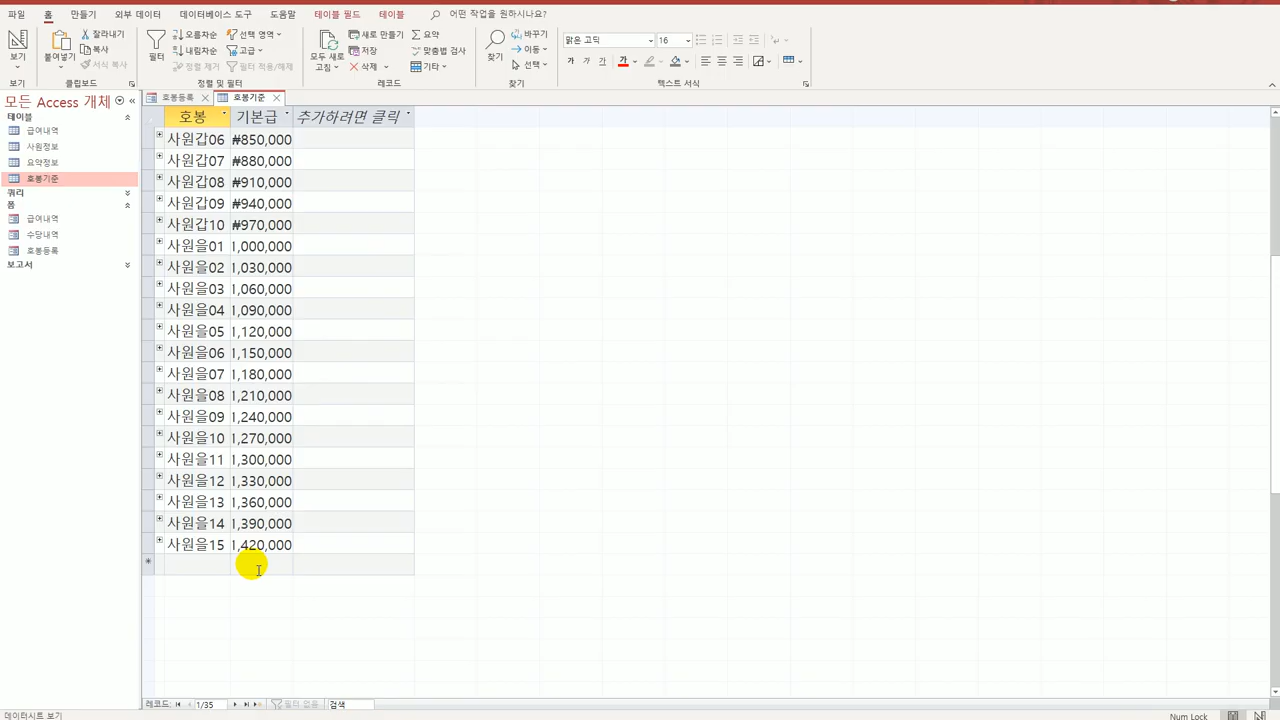 파일 홈 만들기 외부 데이터 데이터베이스 도구 도움말 테이블 필드 테이블 어떤 작업을 원하시나요?
보기
붙여넣기
잘라내기
복사
서식 복사
클립보드
필터
오름차순
내림차순
정렬 해제
선택 영역
고급
필터 적용/해제
정렬 및 필터
모두 새로 고침
새로 만들기
저장
삭제
요약
맞춤법 검사
기타
레코드
찾기
바꾸기
이동
선택
찾기
맑은 고딕 16
가 가 가 가
텍스트 서식
모든 Access 개체
테이블
급여내역
사원정보
요약정보
호봉기준
쿼리
폼
급여내역
수당내역
호봉등록
보고서
호봉등록 호봉기준
호봉 기본급 추가하려면 클릭
사원갑06 ₩850,000
사원갑07 ₩880,000
사원갑08 ₩910,000
사원갑09 ₩940,000
사원갑10 ₩970,000
사원을01 1,000,000
사원을02 1,030,000
사원을03 1,060,000
사원을04 1,090,000
사원을05 1,120,000
사원을06 1,150,000
사원을07 1,180,000
사원을08 1,210,000
사원을09 1,240,000
사원을10 1,270,000
사원을11 1,300,000
사원을12 1,330,000
사원을13 1,360,000
사원을14 1,390,000
사원을15 1,420,000
레코드: 1/35 필터 없음 검색
데이터시트 보기 Num Lock